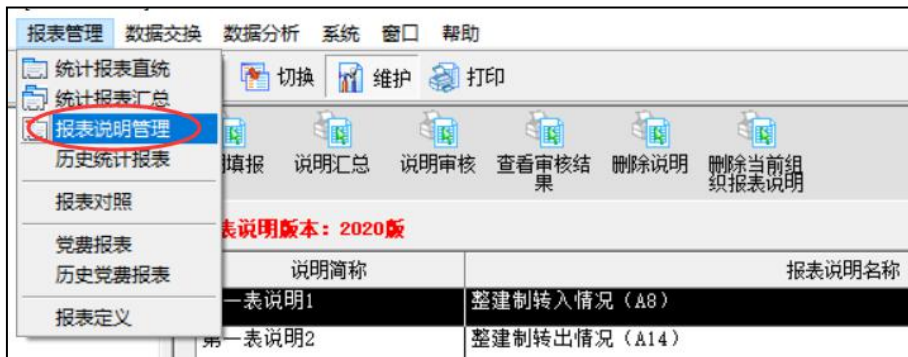 报表管理 数据交换 数据分析 系统 窗口 帮助
统计报表直统
切换 维护 打印
统计报表汇总
报表说明管理
填报 说明汇总 说明审核 查看审核结果 删除说明 删除当前组织报表说明
历史统计报表
报表对照
表说明版本：2020版
党费报表
历史党费报表
说明简称 报表说明名称
一表说明1 整建制转入情况（A8）
报表定义
第一表说明2 整建制转出情况（A14）